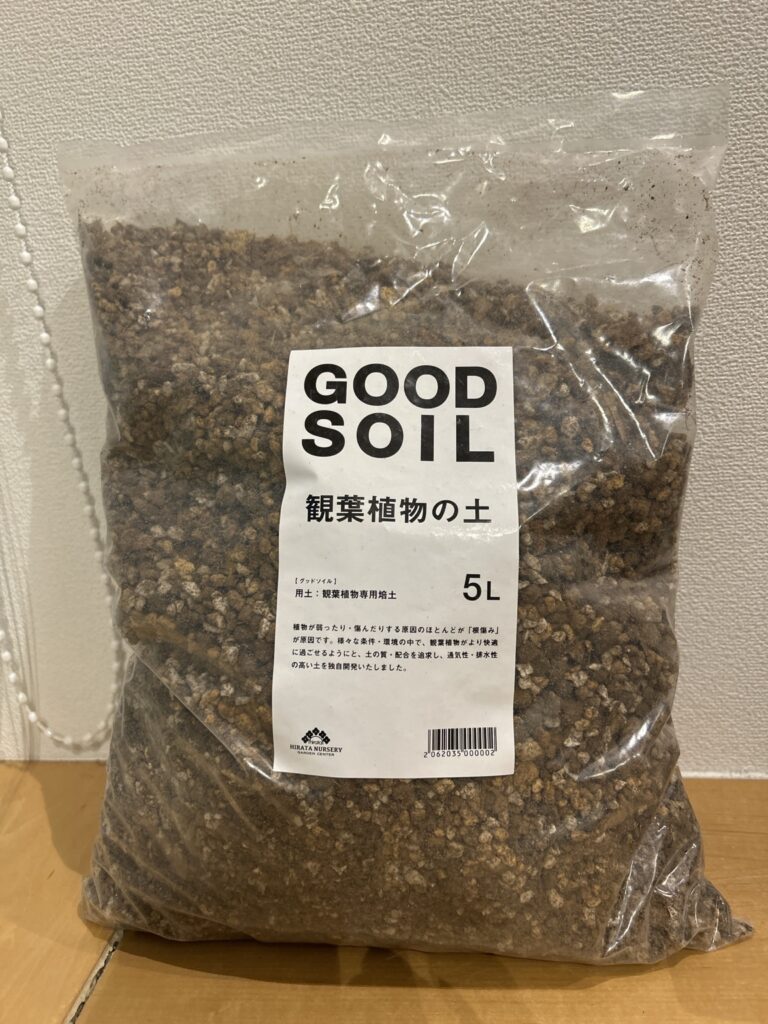 GOOD
SOIL
観葉植物の土
[グッドソイル]
用土：観葉植物専用培土
5L
植物が弱ったり・傷んだりする原因のほとんどが「根傷み」
が原因です。様々な条件・環境の中で、観葉植物がより快適
に過ごせるようにと、土の質・配合を追求し、通気性・排水性
の高い土を独自開発いたしました。
HIRATA NURSERY
GARDEN CENTER
2062035000002